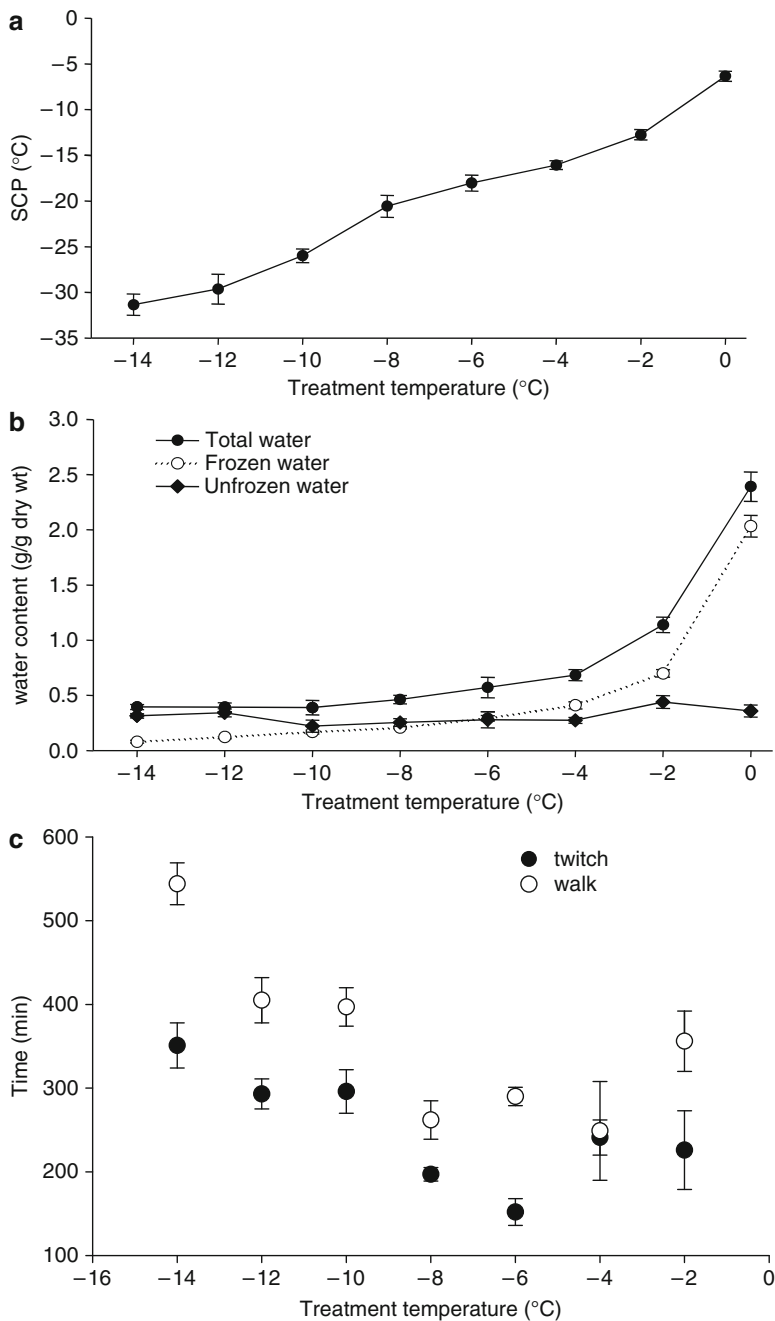 a
SCP (°C)
0
−5
−10
−15
−20
−25
−30
−35
−14 −12 −10 −8 −6 −4 −2 0
Treatment temperature (°C)
b
water content (g/g dry wt)
3.0
2.5
2.0
1.5
1.0
0.5
0.0
Total water
Frozen water
Unfrozen water
−14 −12 −10 −8 −6 −4 −2 0
Treatment temperature (°C)
c
Time (min)
600
500
400
300
200
100
twitch
walk
−16 −14 −12 −10 −8 −6 −4 −2 0
Treatment temperature (°C)